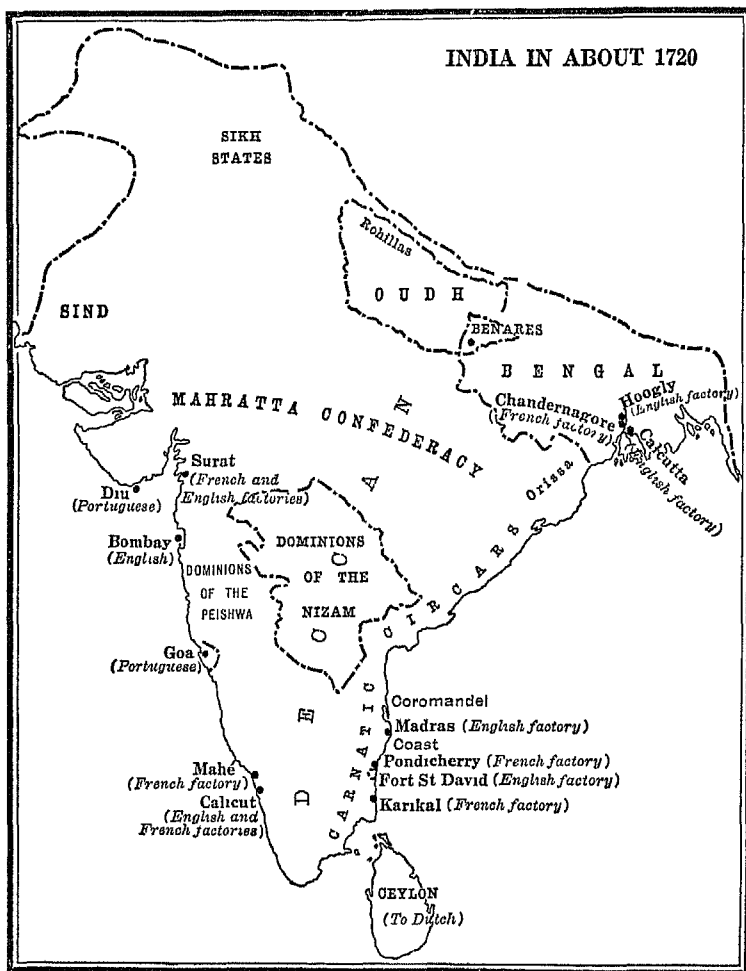 INDIA IN ABOUT 1720
SIKH
STATES
Rohillas
OUDH
SIND
BENARES
BENGAL
Hoogly
(English factory)
Chandernagore
(French factory)
Calcutta
(English factory)
MAHRATTA CONFEDERACY
Surat
(French and
English factories)
Diu
(Portuguese)
Orissa
Bombay
(English)
DOMINIONS
OF THE
NIZAM
DOMINIONS
OF THE
PEISHWA
CIRCARS
DECCAN
Goa
(Portuguese)
CARNATIC
Coromandel
Madras (English factory)
Coast
Pondicherry (French factory)
Fort St David (English factory)
Karikal (French factory)
Mahé
(French factory)
Calicut
(English and
French factories)
CEYLON
(To Dutch)